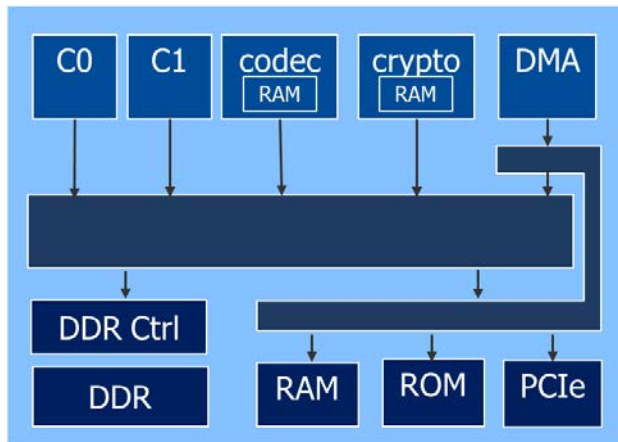 C0
C1
codec
RAM
crypto
RAM
DMA
DDR Ctrl
DDR
RAM
ROM
PCIe